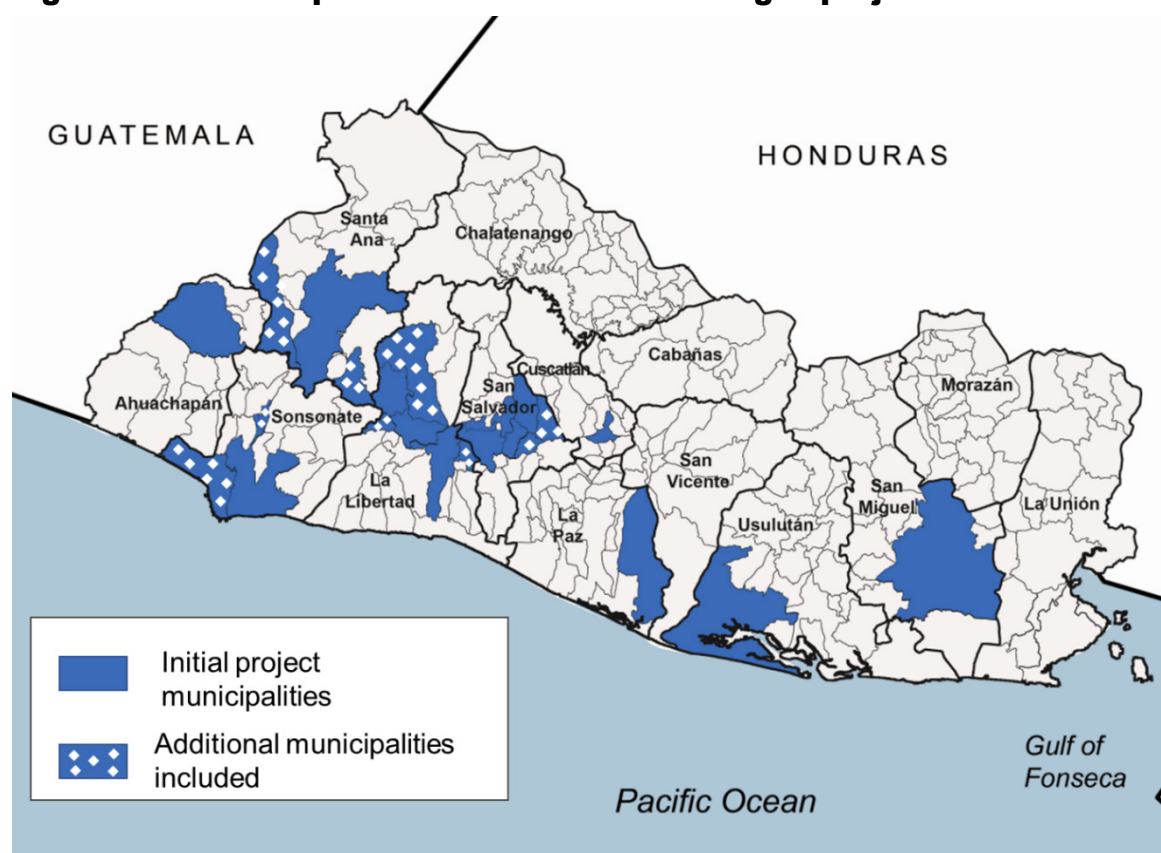 GUATEMALA
HONDURAS
Santa
Ana
Chalatenango
Cabañas
Cuscatlán
San
Salvador
Morazán
Ahuachapán
Sonsonate
La
Libertad
San
Vicente
San
Miguel
La Unión
Usulután
La
Paz
Initial project
municipalities
Additional municipalities
included
Gulf of
Fonseca
Pacific Ocean